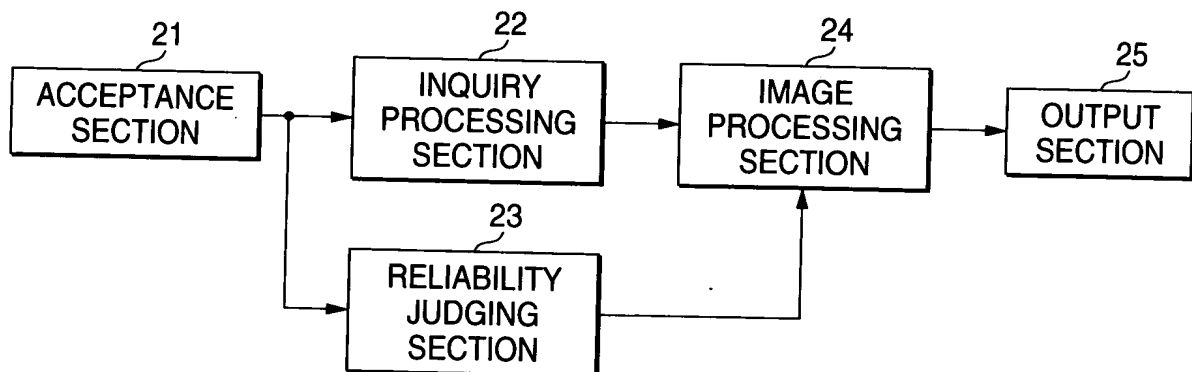 21
ACCEPTANCE
SECTION
22
INQUIRY
PROCESSING
SECTION
24
IMAGE
PROCESSING
SECTION
25
OUTPUT
SECTION
23
RELIABILITY
JUDGING
SECTION